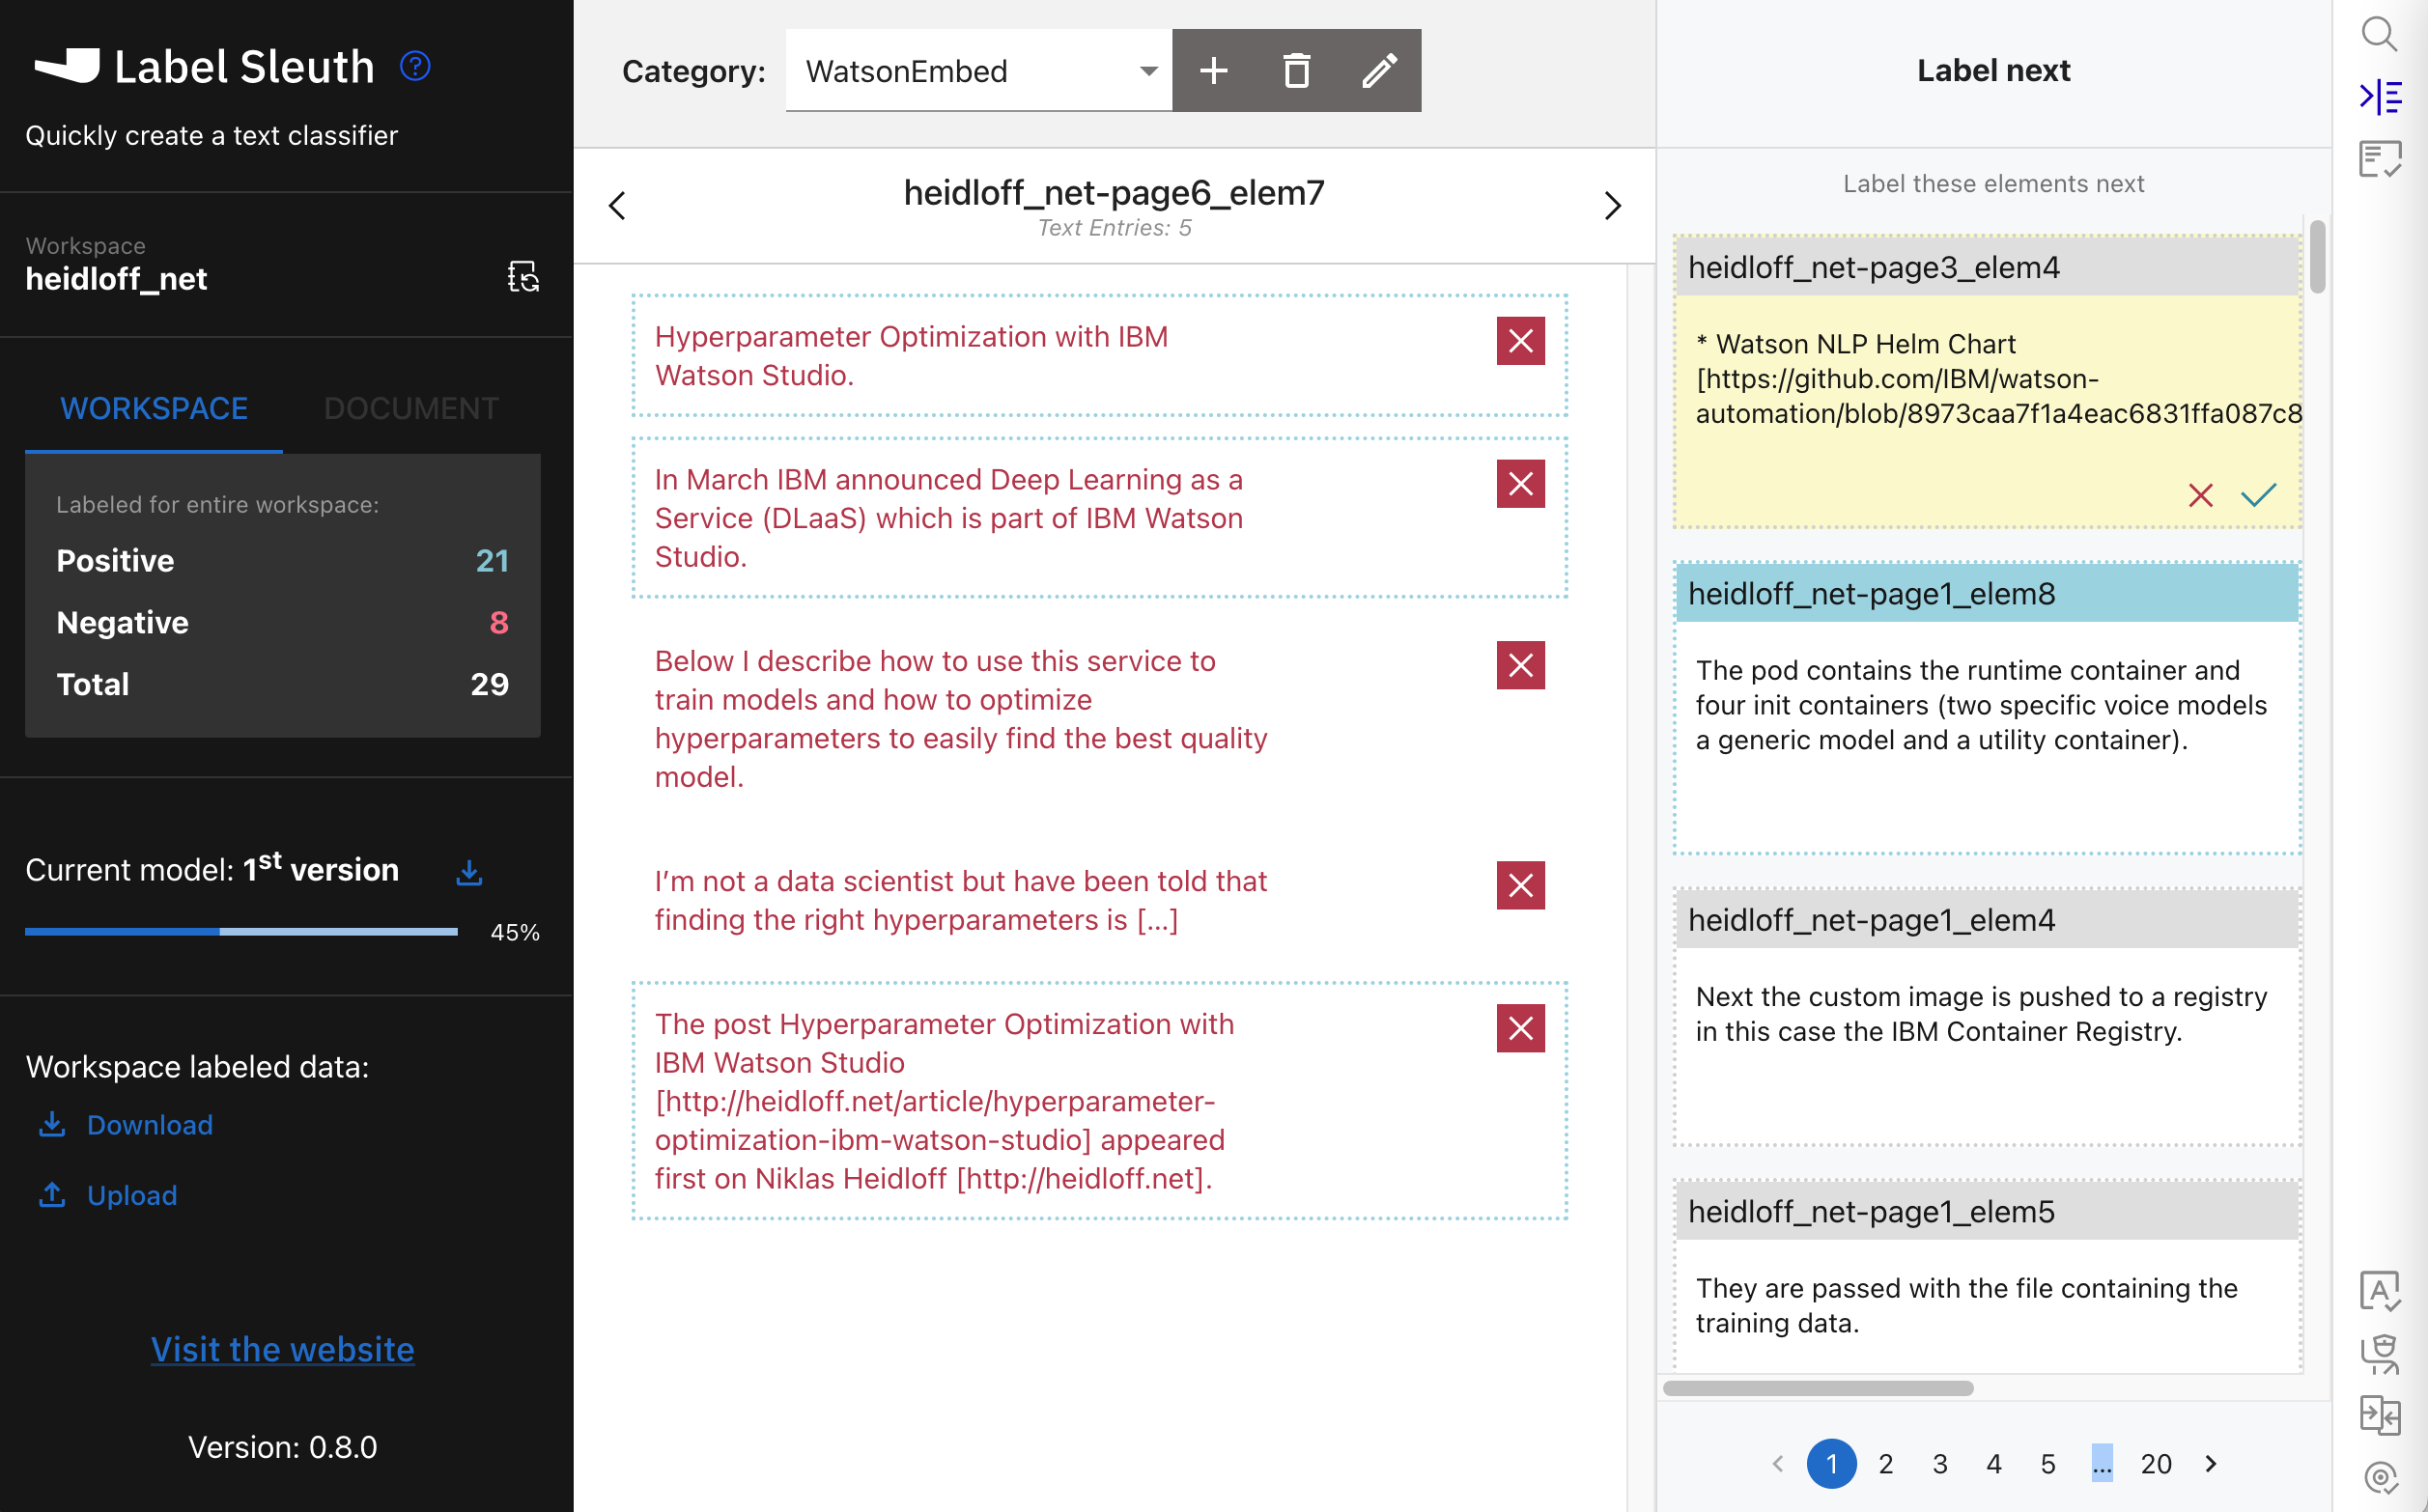 Label Sleuth
Quickly create a text classifier
Workspace
heidloff_net
WORKSPACE
DOCUMENT
Labeled for entire workspace:
Positive 21
Negative 8
Total 29
Current model: 1st version
45%
Workspace labeled data:
Download
Upload
Visit the website
Version: 0.8.0
Category: WatsonEmbed
heidloff_net-page6_elem7
Text Entries: 5
Hyperparameter Optimization with IBM
Watson Studio.
In March IBM announced Deep Learning as a
Service (DLaaS) which is part of IBM Watson
Studio.
Below I describe how to use this service to
train models and how to optimize
hyperparameters to easily find the best quality
model.
I’m not a data scientist but have been told that
finding the right hyperparameters is [...]
The post Hyperparameter Optimization with
IBM Watson Studio
[http://heidloff.net/article/hyperparameter-
optimization-ibm-watson-studio] appeared
first on Niklas Heidloff [http://heidloff.net].
Label next
Label these elements next
heidloff_net-page3_elem4
* Watson NLP Helm Chart
[https://github.com/IBM/watson-
automation/blob/8973caa7f1a4eac6831ffa087c8
heidloff_net-page1_elem8
The pod contains the runtime container and
four init containers (two specific voice models
a generic model and a utility container).
heidloff_net-page1_elem4
Next the custom image is pushed to a registry
in this case the IBM Container Registry.
heidloff_net-page1_elem5
They are passed with the file containing the
training data.
1 2 3 4 5 ... 20